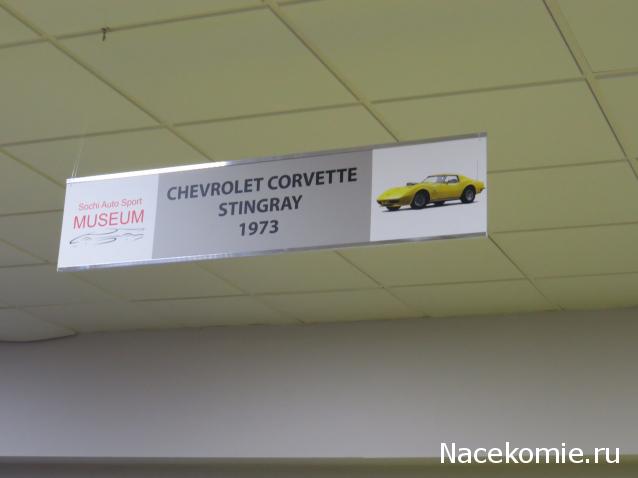 Sochi Auto Sport
MUSEUM
CHEVROLET CORVETTE
STINGRAY
1973
Nacekomie.ru